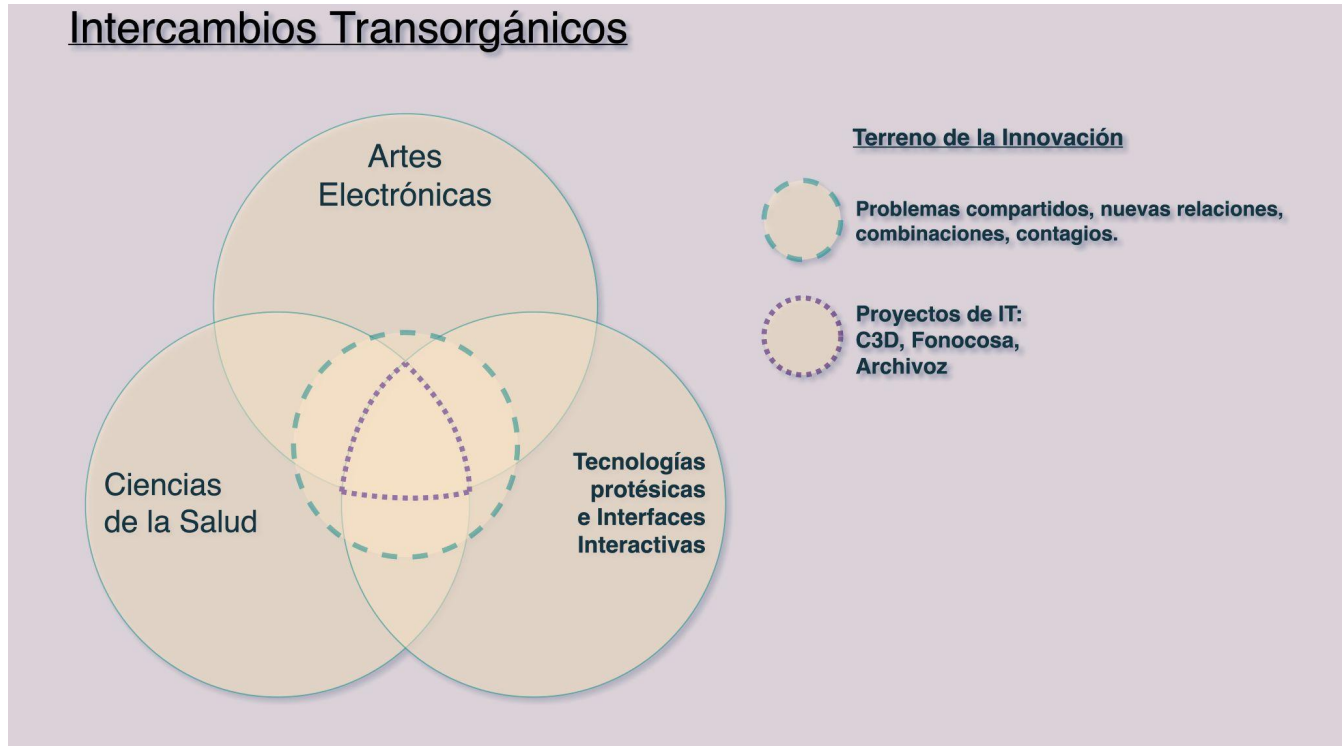 Intercambios Transorgánicos
Artes
Electrónicas
Ciencias
de la Salud
Tecnologías
protésicas
e Interfaces
Interactivas
Terreno de la Innovación
Problemas compartidos, nuevas relaciones,
combinaciones, contagios.
Proyectos de IT:
C3D, Fonocosa,
Archivoz